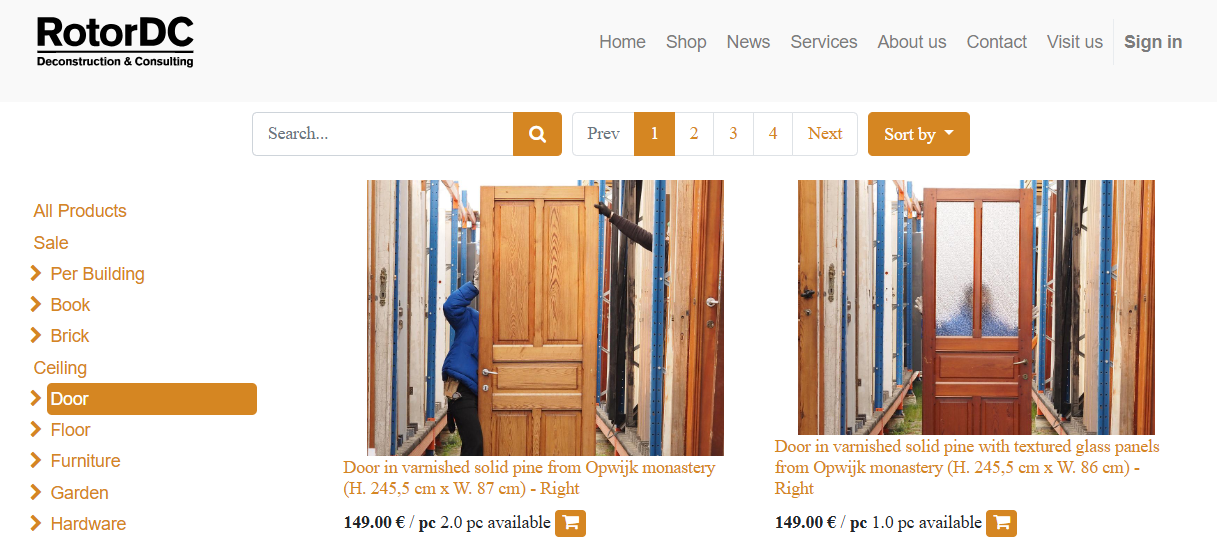 RotorDC
Deconstruction & Consulting
Home Shop News Services About us Contact Visit us Sign in
Search... Prev 1 2 3 4 Next Sort by
All Products
Sale
Per Building
Book
Brick
Ceiling
Door
Floor
Furniture
Garden
Hardware
Door in varnished solid pine from Opwijk monastery
(H. 245,5 cm x W. 87 cm) - Right
149.00 € / pc 2.0 pc available
Door in varnished solid pine with textured glass panels
from Opwijk monastery (H. 245,5 cm x W. 86 cm) -
Right
149.00 € / pc 1.0 pc available